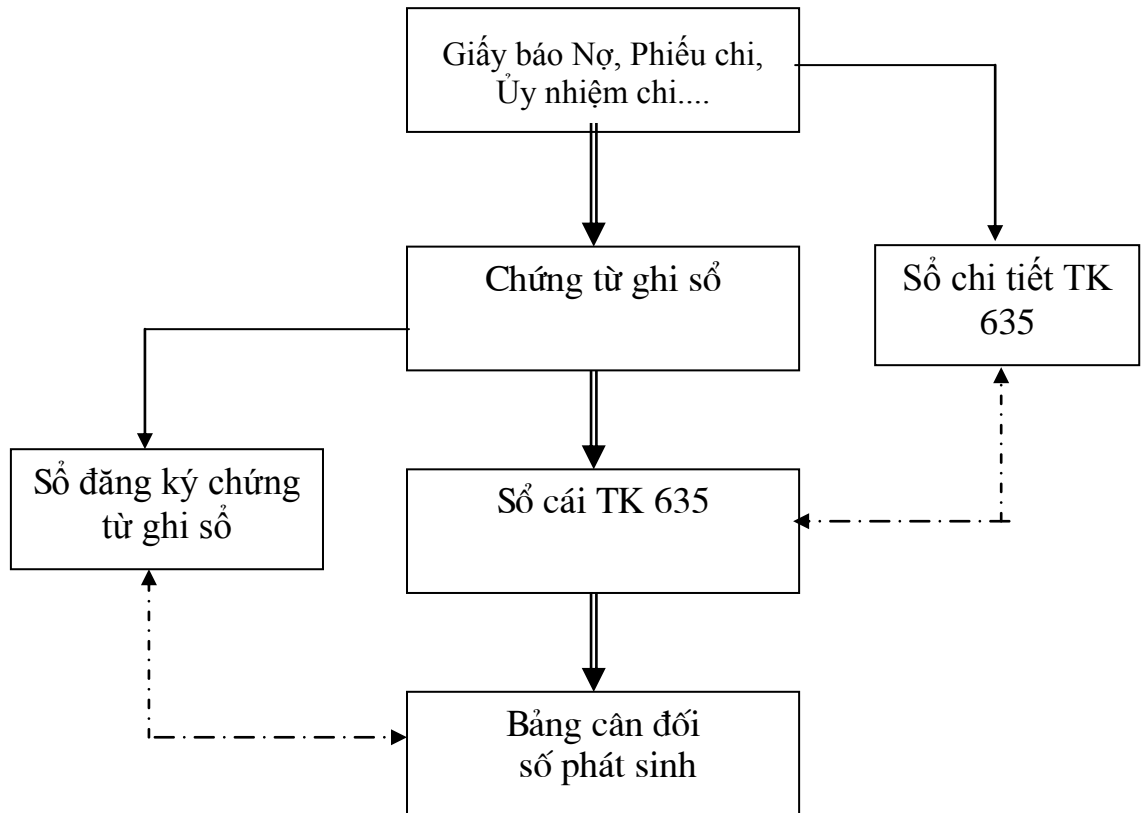 Giấy báo Nợ, Phiếu chi,
Ủy nhiệm chi....
Chứng từ ghi sổ
Sổ chi tiết TK
635
Sổ đăng ký chứng
từ ghi sổ
Sổ cái TK 635
Bảng cân đối
số phát sinh